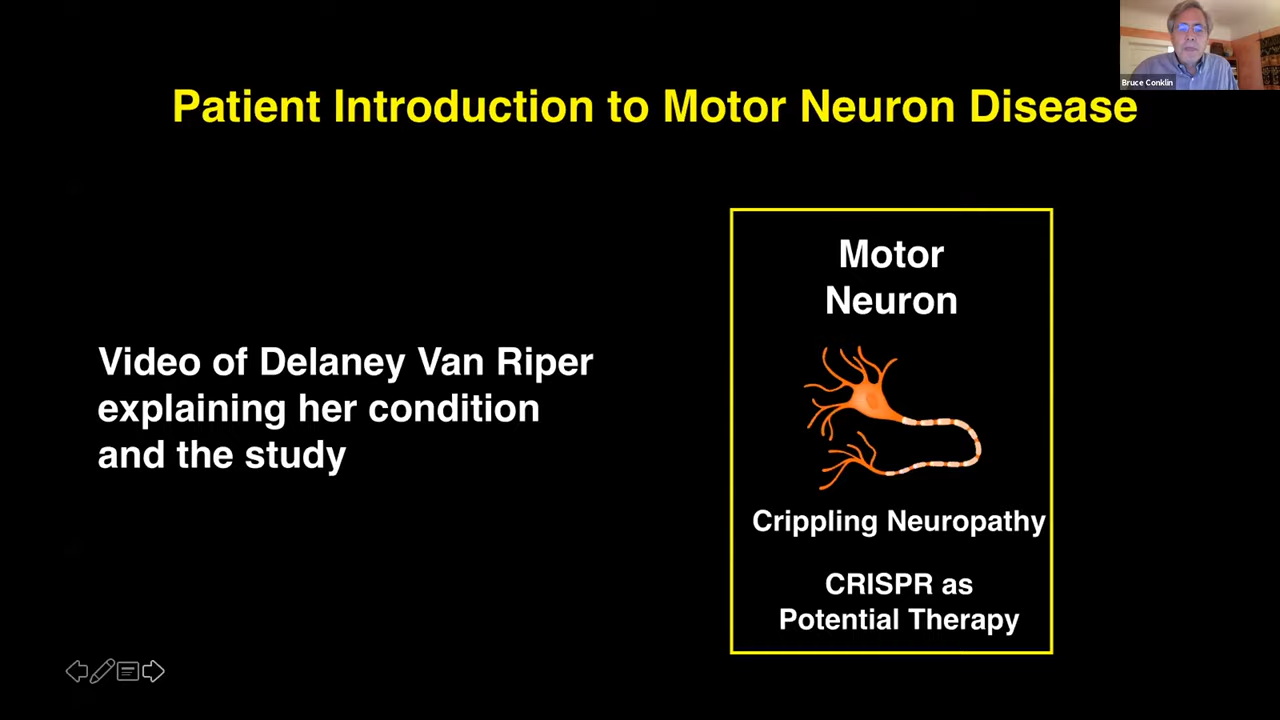 Bruce Conklin
Patient Introduction to Motor Neuron Disease
Video of Delaney Van Riper
explaining her condition
and the study
Motor
Neuron
Crippling Neuropathy
CRISPR as
Potential Therapy